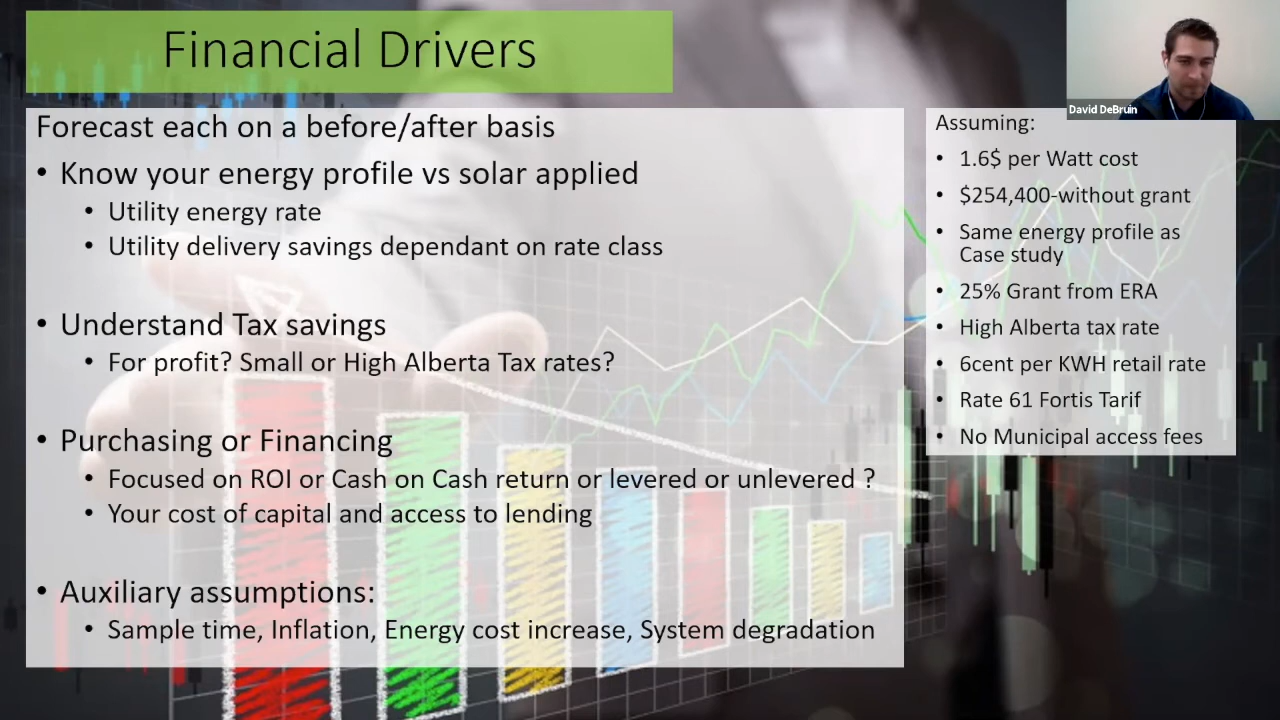 Financial Drivers
David DeBruin
Forecast each on a before/after basis
• Know your energy profile vs solar applied
• Utility energy rate
• Utility delivery savings dependant on rate class
• Understand Tax savings
• For profit? Small or High Alberta Tax rates?
• Purchasing or Financing
• Focused on ROI or Cash on Cash return or levered or unlevered ?
• Your cost of capital and access to lending
• Auxiliary assumptions:
• Sample time, Inflation, Energy cost increase, System degradation
Assuming:
• 1.6$ per Watt cost
• $254,400-without grant
• Same energy profile as
Case study
• 25% Grant from ERA
• High Alberta tax rate
• 6cent per KWH retail rate
• Rate 61 Fortis Tarif
• No Municipal access fees